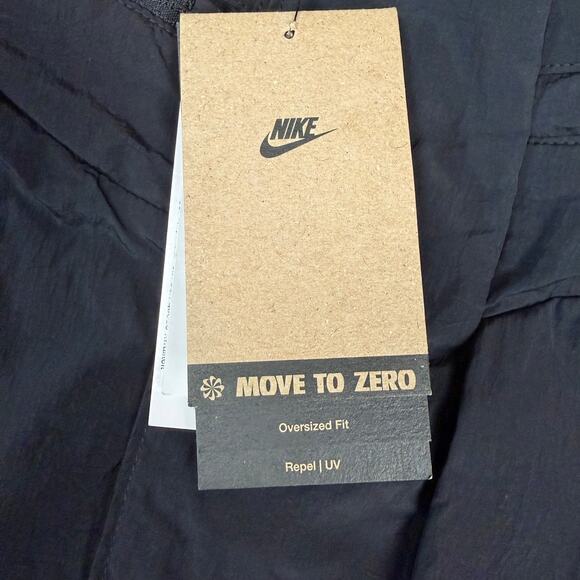 NIKE
MOVE TO ZERO
Oversized Fit
Repel | UV